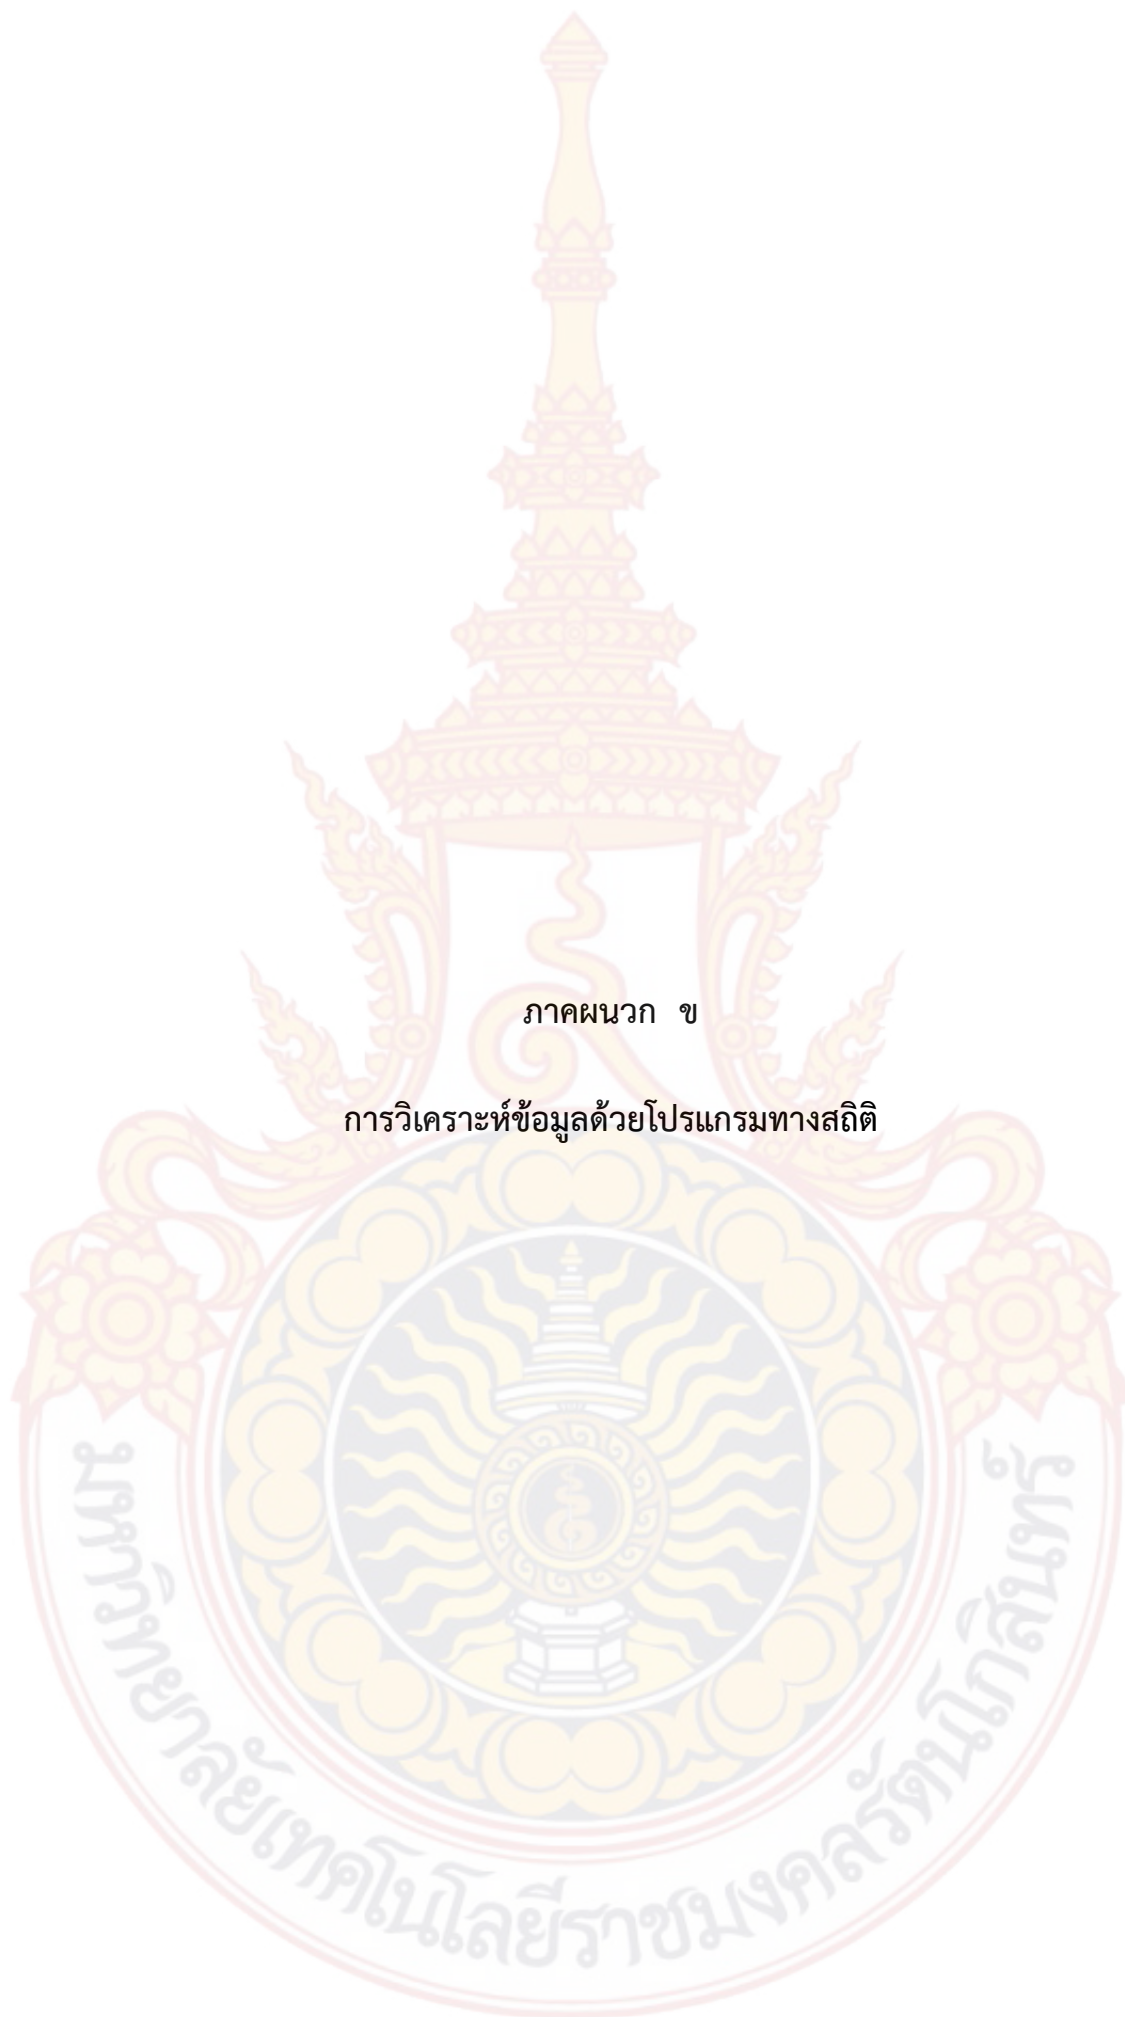 ภาคผนวก ข
การวิเคราะห์ข้อมูลด้วยโปรแกรมทางสถิติ
มหาวิทยาลัยเทคโนโลยีราชมงคลรัตนโกสินทร์